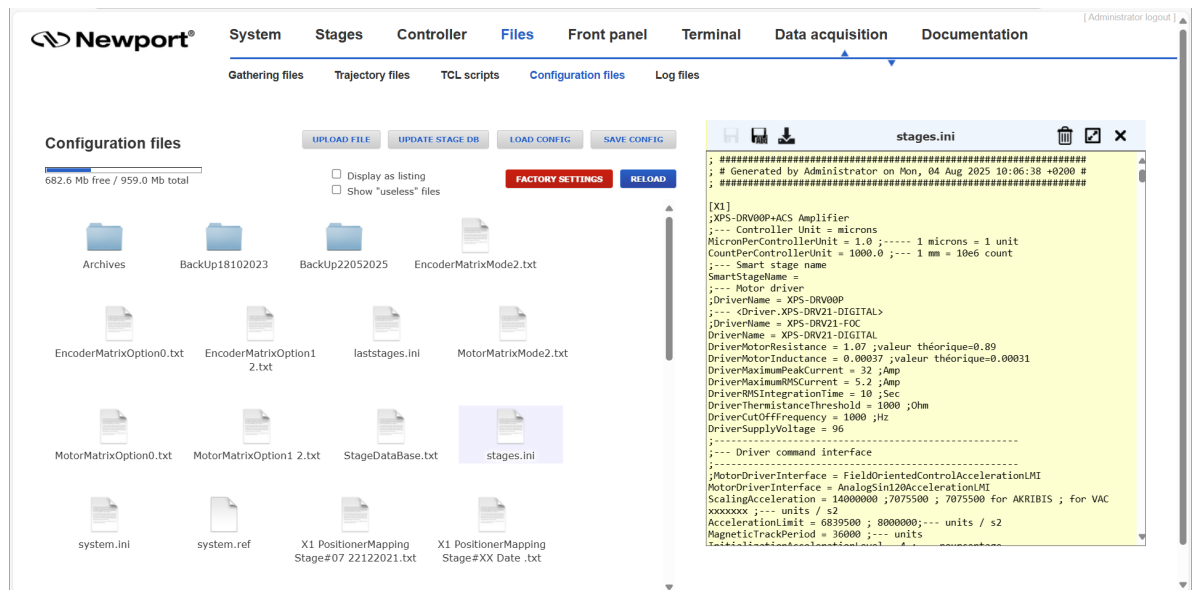 [ Administrator logout ]
Newport®
System Stages Controller Files Front panel Terminal Data acquisition Documentation
Gathering files Trajectory files TCL scripts Configuration files Log files
Configuration files
UPLOAD FILE UPDATE STAGE DB LOAD CONFIG SAVE CONFIG
682.6 Mb free / 959.0 Mb total
Display as listing
Show "useless" files
FACTORY SETTINGS RELOAD
Archives BackUp18102023 BackUp22052025 EncoderMatrixMode2.txt
EncoderMatrixOption0.txt EncoderMatrixOption1 2.txt laststages.ini MotorMatrixMode2.txt
MotorMatrixOption0.txt MotorMatrixOption1 2.txt StageDataBase.txt stages.ini
system.ini system.ref X1 PositionerMapping Stage#07 22122021.txt X1 PositionerMapping Stage#XX Date .txt
stages.ini
; ################################################################
; # Generated by Administrator on Mon, 04 Aug 2025 10:06:38 +0200 #
; ################################################################
[X1]
;XPS-DRV00P+ACS Amplifier
;--- Controller Unit = microns
MicronPerControllerUnit = 1.0 ;----- 1 microns = 1 unit
CountPerControllerUnit = 1000.0 ;--- 1 mm = 10e6 count
;--- Smart stage name
SmartStageName =
;--- Motor driver
;DriverName = XPS-DRV00P
;--- <Driver.XPS-DRV21-DIGITAL>
;DriverName = XPS-DRV21-FOC
DriverName = XPS-DRV21-DIGITAL
DriverMotorResistance = 1.07 ;valeur théorique=0.89
DriverMotorInductance = 0.00037 ;valeur théorique=0.00031
DriverMaximumPeakCurrent = 32 ;Amp
DriverMaximumRMSCurrent = 5.2 ;Amp
DriverRMSIntegrationTime = 10 ;Sec
DriverThermistanceThreshold = 1000 ;Ohm
DriverCutOffFrequency = 1000 ;Hz
DriverSupplyVoltage = 96
;-----------------------------------------------------
;--- Driver command interface
;-----------------------------------------------------
;MotorDriverInterface = FieldOrientedControlAccelerationLMI
MotorDriverInterface = AnalogSin120AccelerationLMI
ScalingAcceleration = 14000000 ;7075500 ; 7075500 for AKRIBIS ; for VAC
xxxxxxx ;--- units / s2
AccelerationLimit = 6839500 ; 8000000;--- units / s2
MagneticTrackPeriod = 36000 ;--- units